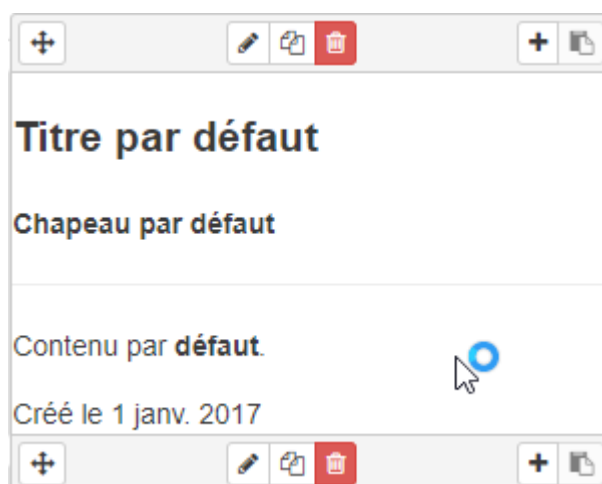 Titre par défaut
Chapeau par défaut
Contenu par défaut.
Créé le 1 janv. 2017